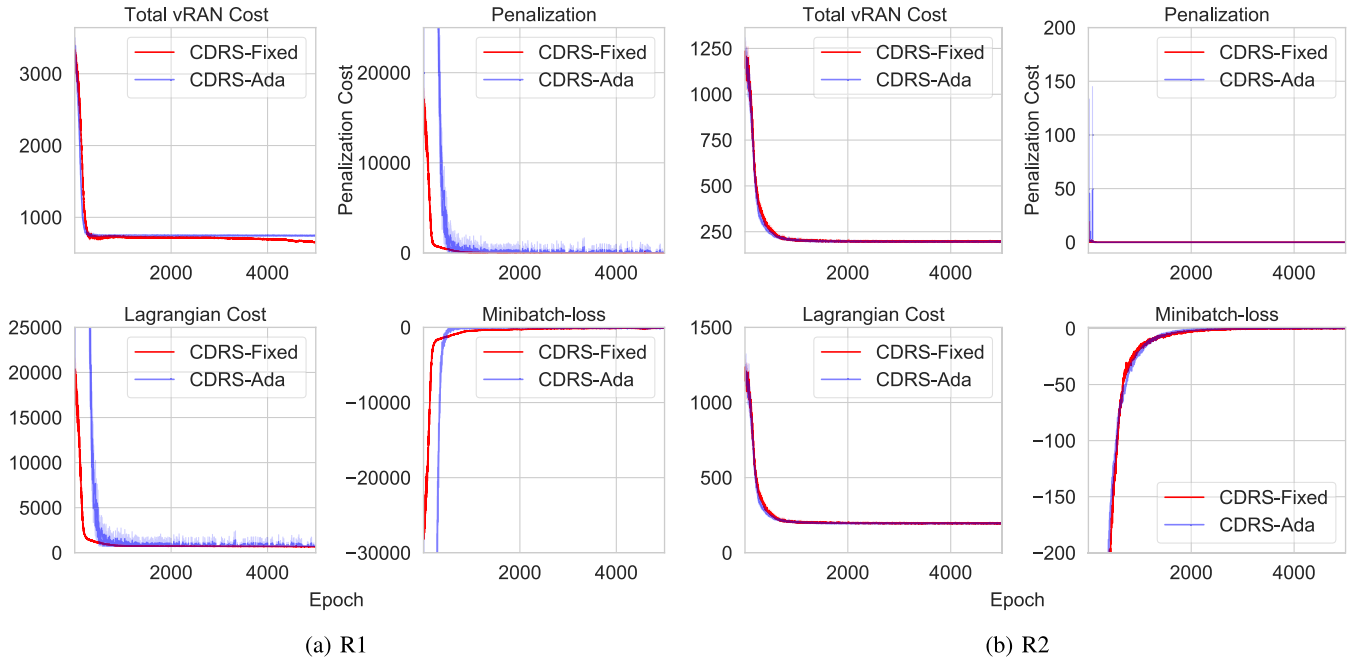 Total vRAN Cost
CDRS-Fixed
CDRS-Ada
3000
2000
1000
2000
4000
Penalization
Penalization Cost
CDRS-Fixed
CDRS-Ada
20000
10000
0
2000
4000
Total vRAN Cost
CDRS-Fixed
CDRS-Ada
1250
1000
750
500
250
2000
4000
Penalization
Penalization Cost
CDRS-Fixed
CDRS-Ada
200
150
100
50
0
2000
4000
Lagrangian Cost
CDRS-Fixed
CDRS-Ada
25000
20000
15000
10000
5000
0
2000
4000
Minibatch-loss
CDRS-Fixed
CDRS-Ada
0
−10000
−20000
−30000
2000
4000
Epoch
Lagrangian Cost
CDRS-Fixed
CDRS-Ada
1500
1000
500
0
2000
4000
Minibatch-loss
CDRS-Fixed
CDRS-Ada
0
−50
−100
−150
−200
2000
4000
Epoch
(a) R1
(b) R2